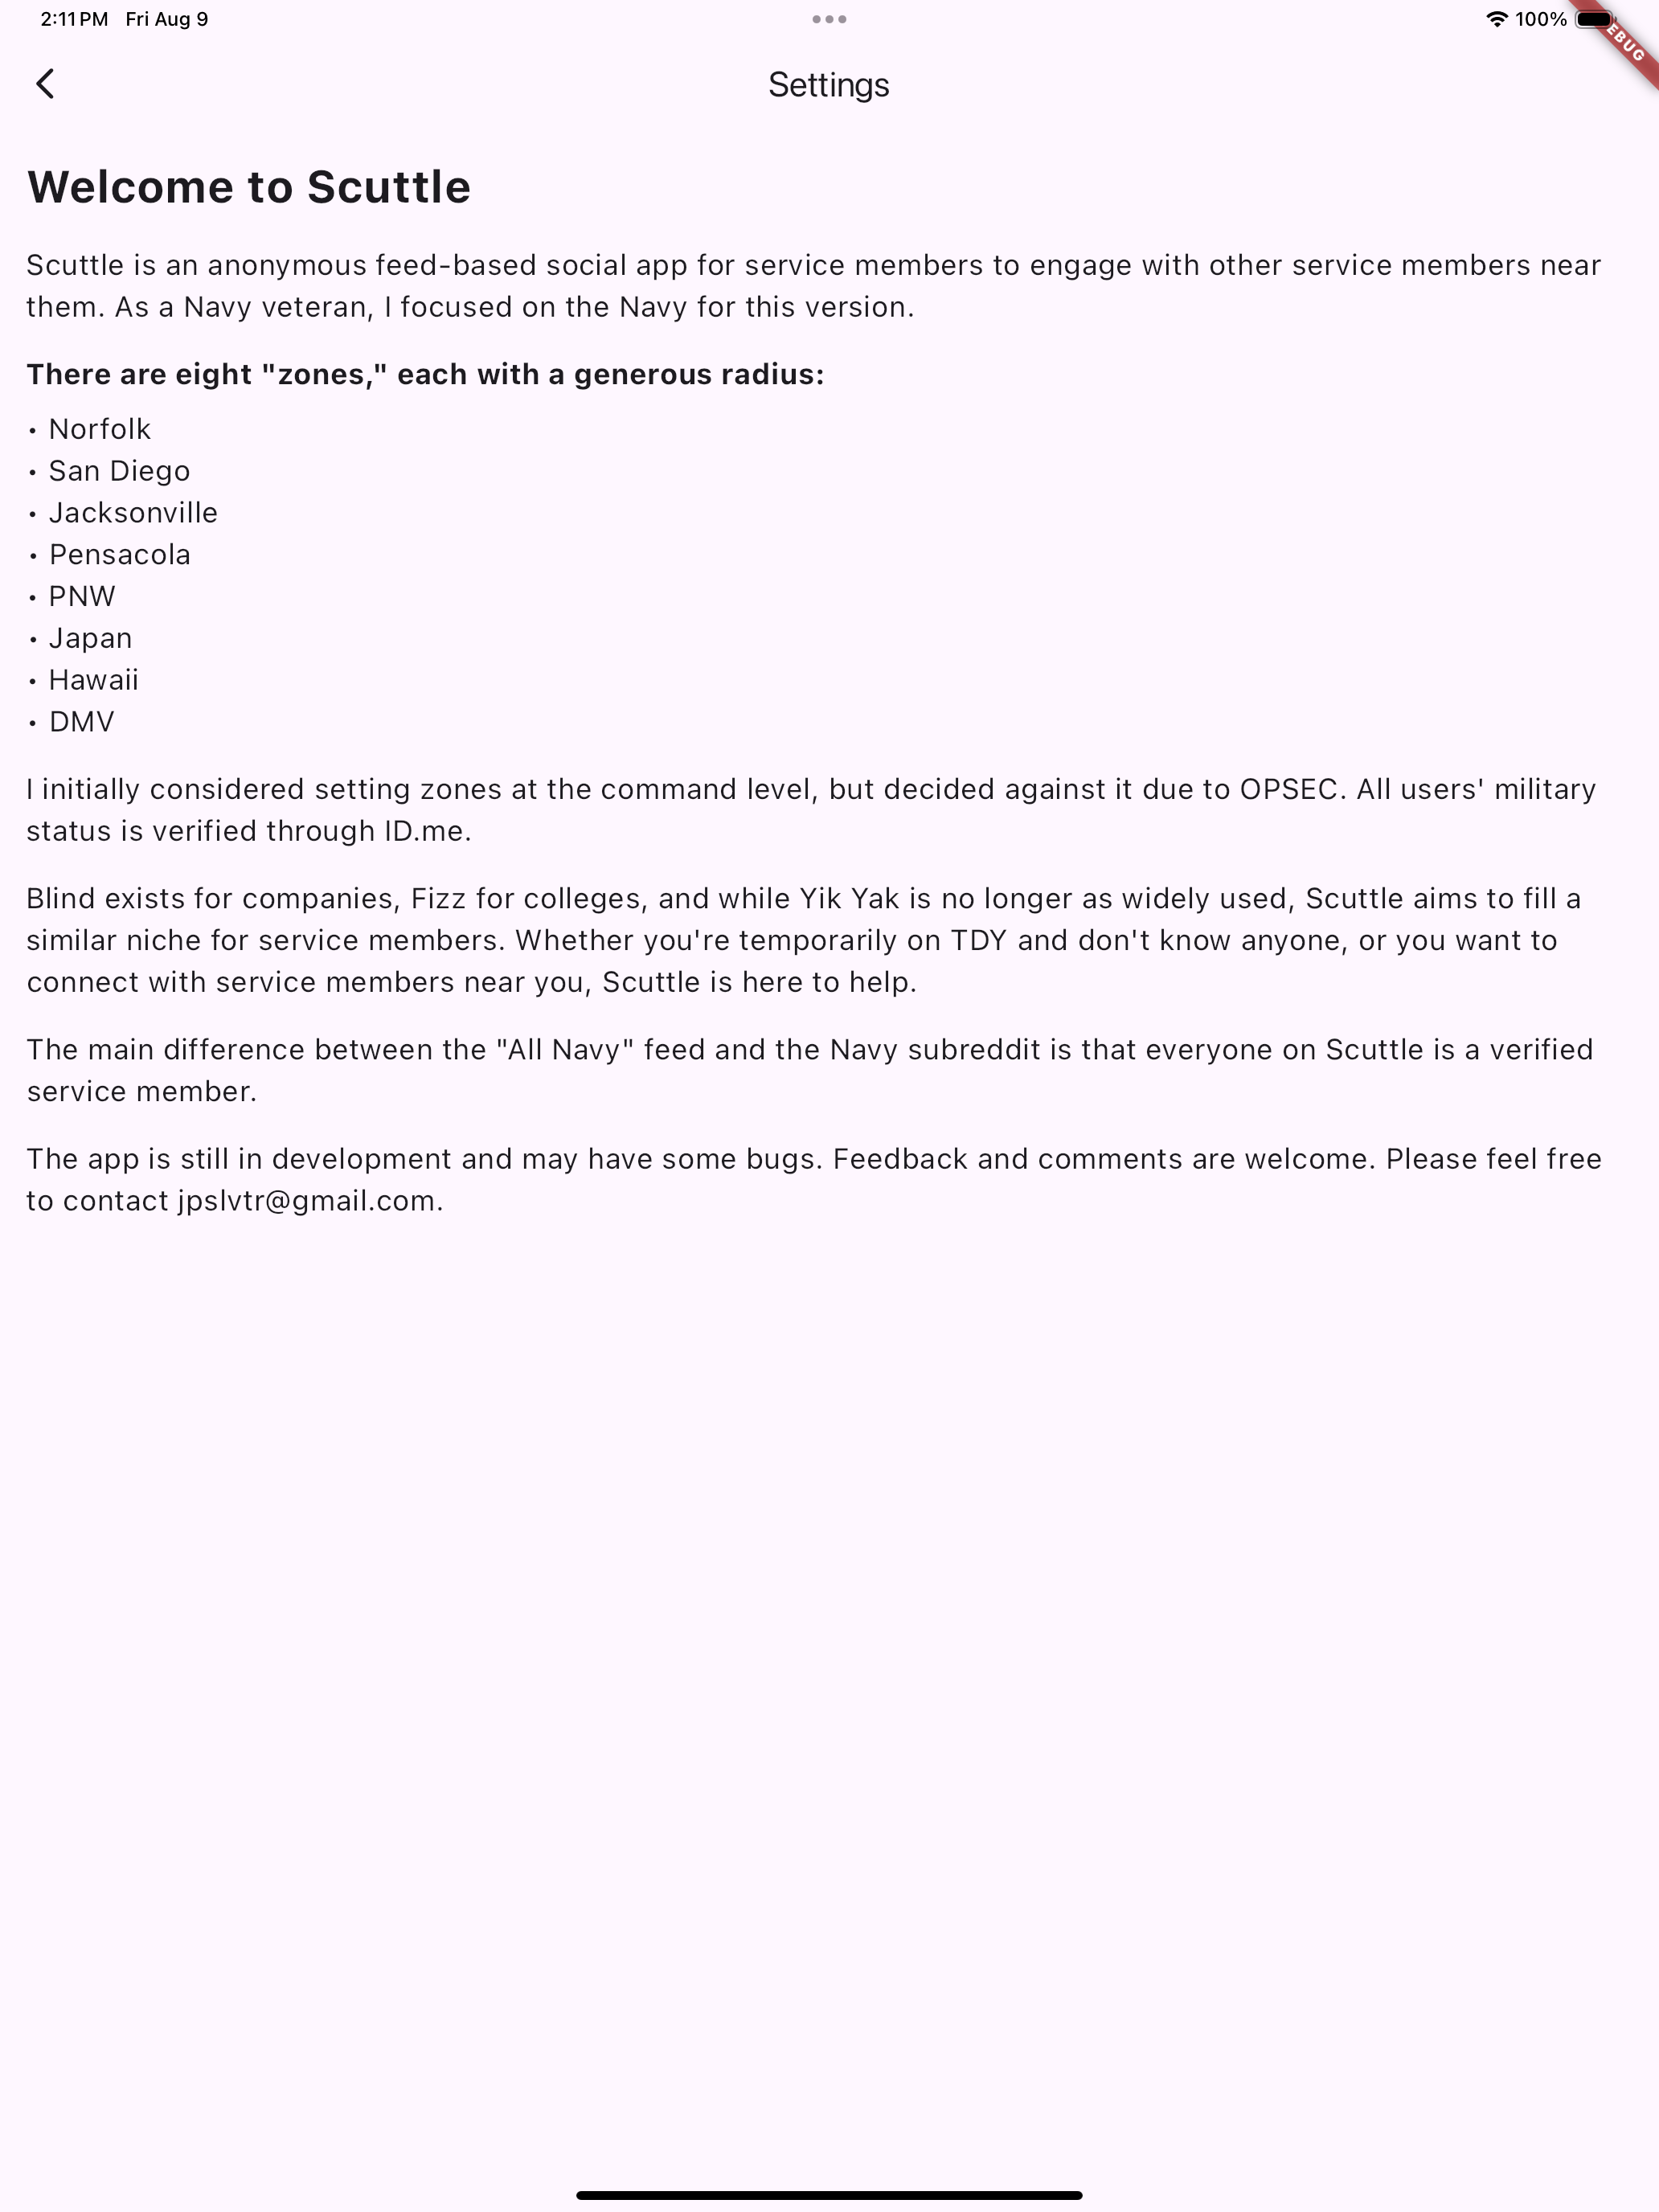 2:11 PM Fri Aug 9
100%
EBUG
Settings
Welcome to Scuttle
Scuttle is an anonymous feed-based social app for service members to engage with other service members near
them. As a Navy veteran, I focused on the Navy for this version.
There are eight "zones," each with a generous radius:
• Norfolk
• San Diego
• Jacksonville
• Pensacola
• PNW
• Japan
• Hawaii
• DMV
I initially considered setting zones at the command level, but decided against it due to OPSEC. All users' military
status is verified through ID.me.
Blind exists for companies, Fizz for colleges, and while Yik Yak is no longer as widely used, Scuttle aims to fill a
similar niche for service members. Whether you're temporarily on TDY and don't know anyone, or you want to
connect with service members near you, Scuttle is here to help.
The main difference between the "All Navy" feed and the Navy subreddit is that everyone on Scuttle is a verified
service member.
The app is still in development and may have some bugs. Feedback and comments are welcome. Please feel free
to contact jpslvtr@gmail.com.